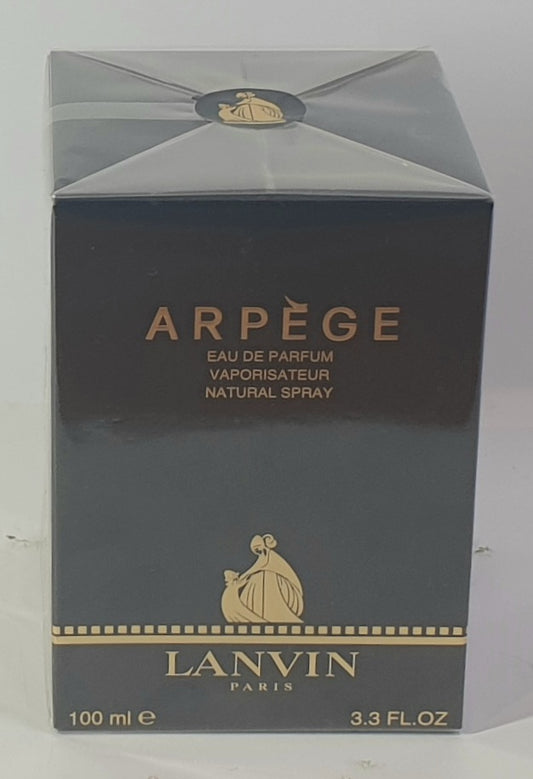 ARPÈGE
EAU DE PARFUM
VAPORISATEUR
NATURAL SPRAY
LANVIN
PARIS
100 ml e 3.3 FL.OZ